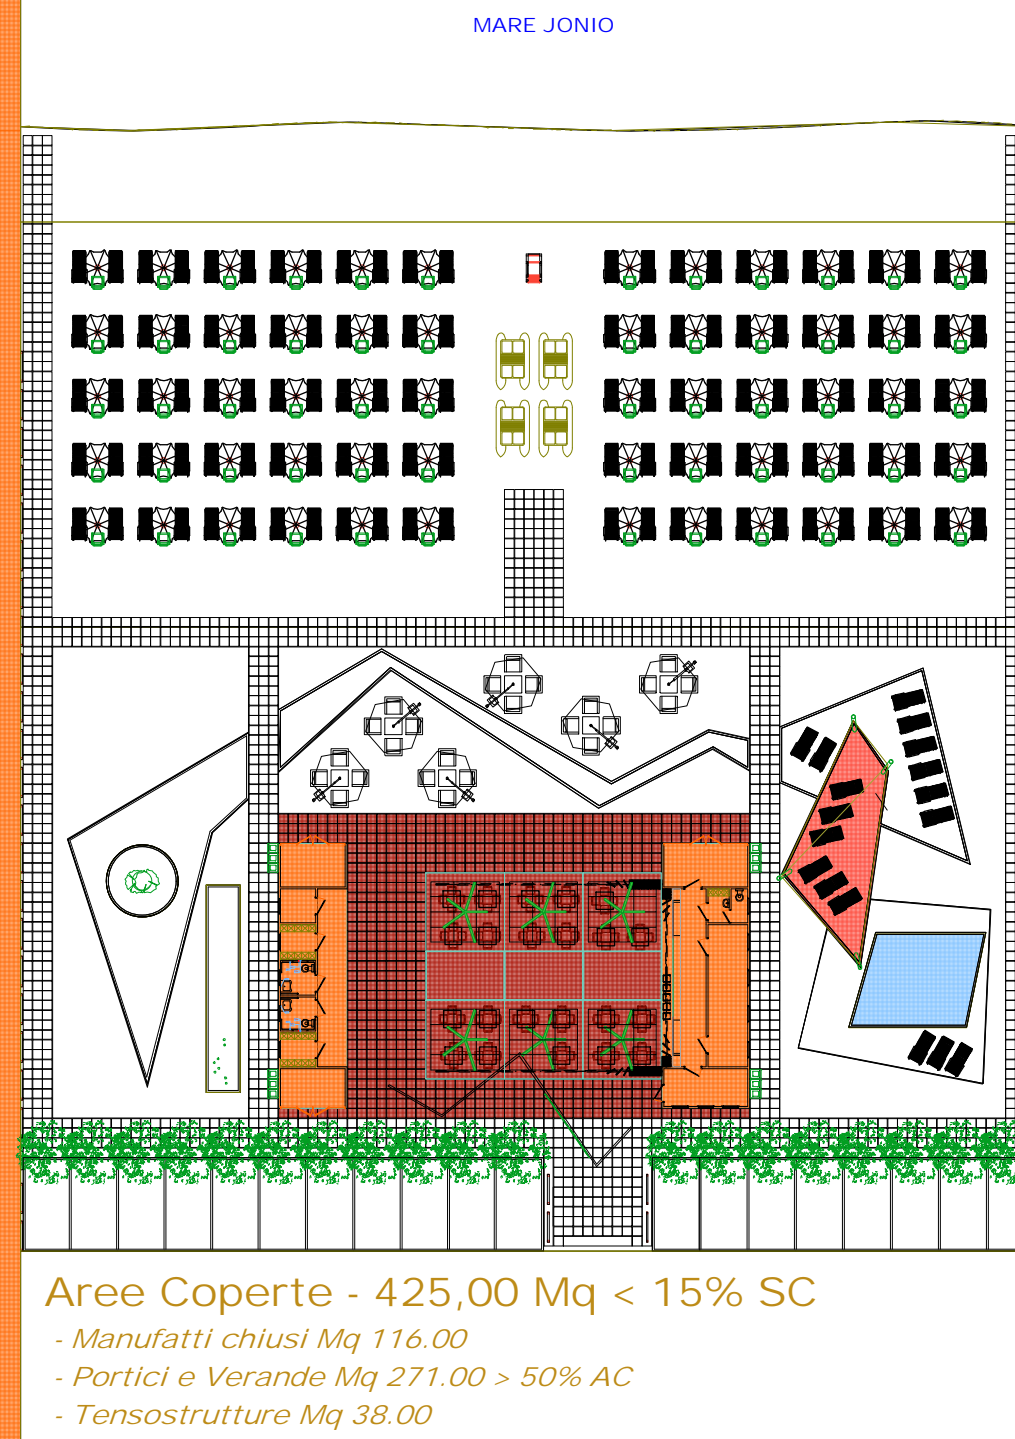 MARE JONIO
Aree Coperte - 425,00 Mq < 15% SC
- Manufatti chiusi Mq 116.00
- Portici e Verande Mq 271.00 > 50% AC
- Tensostrutture Mq 38.00